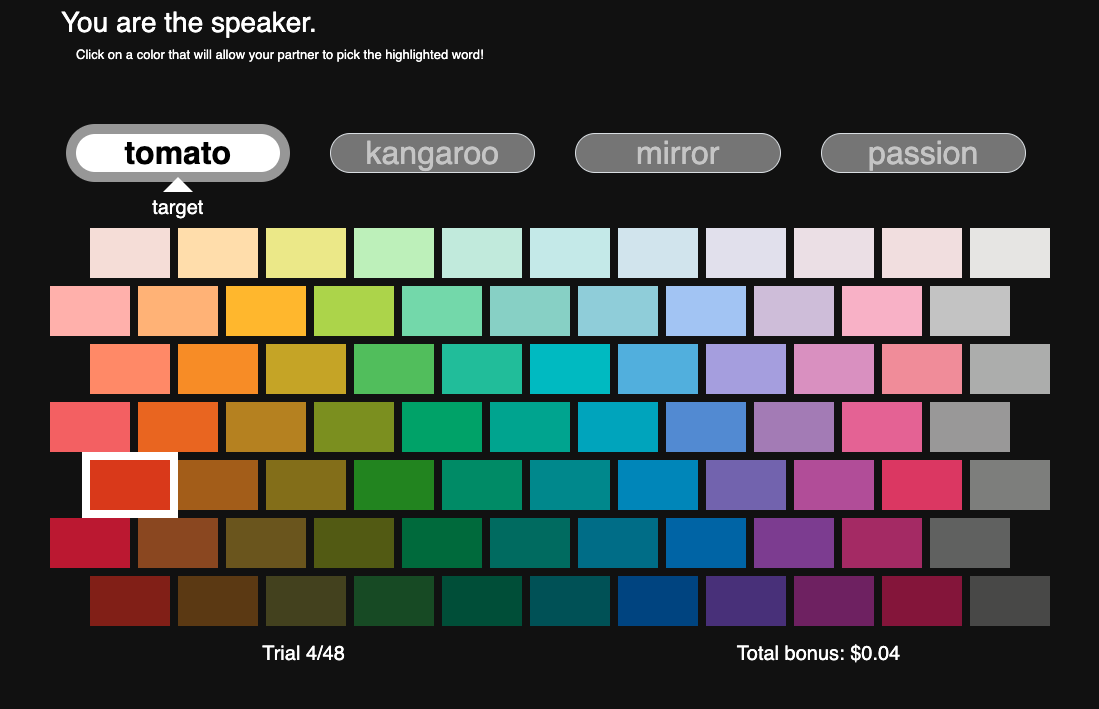 You are the speaker.
Click on a color that will allow your partner to pick the highlighted word!
tomato kangaroo mirror passion
target
Trial 4/48 Total bonus: $0.04